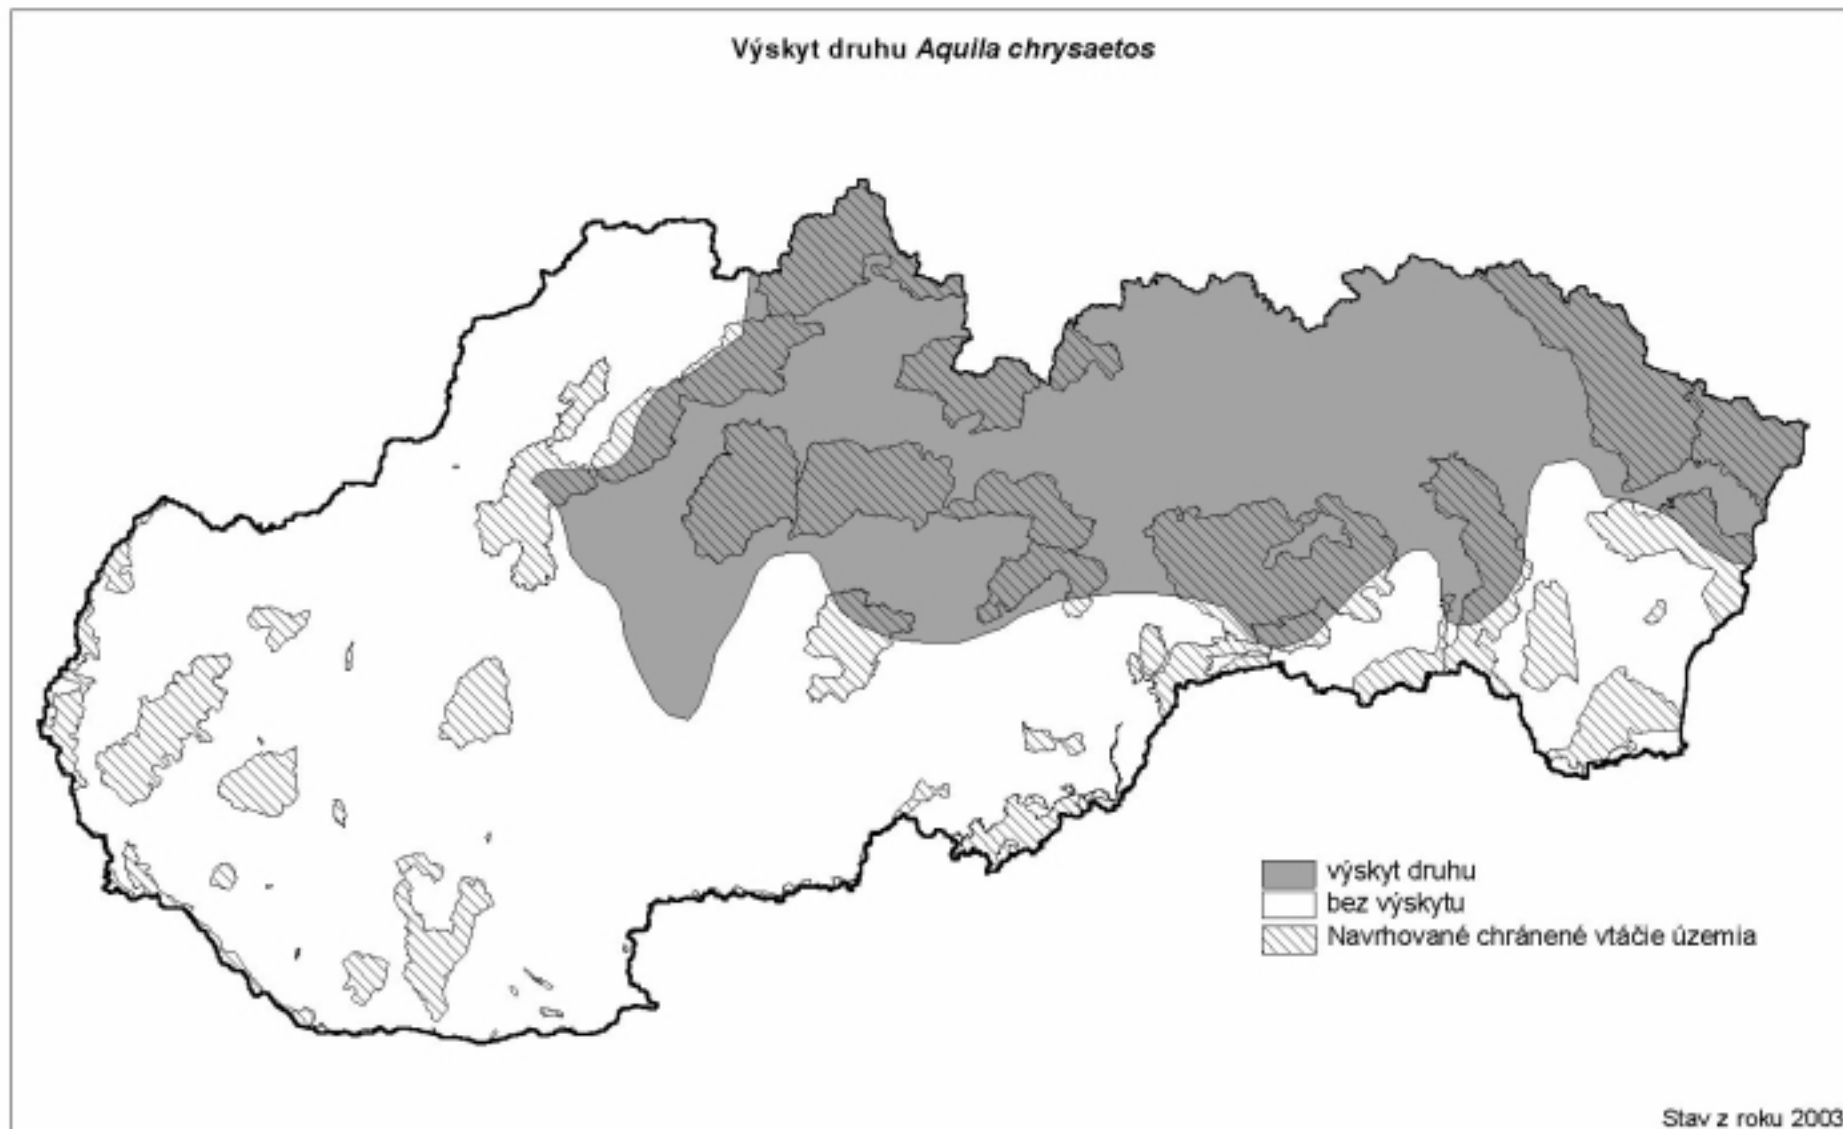 Výskyt druhu Aquila chrysaetos
výskyt druhu
bez výskytu
Navrhované chránené vtáčie územia
Stav z roku 2003